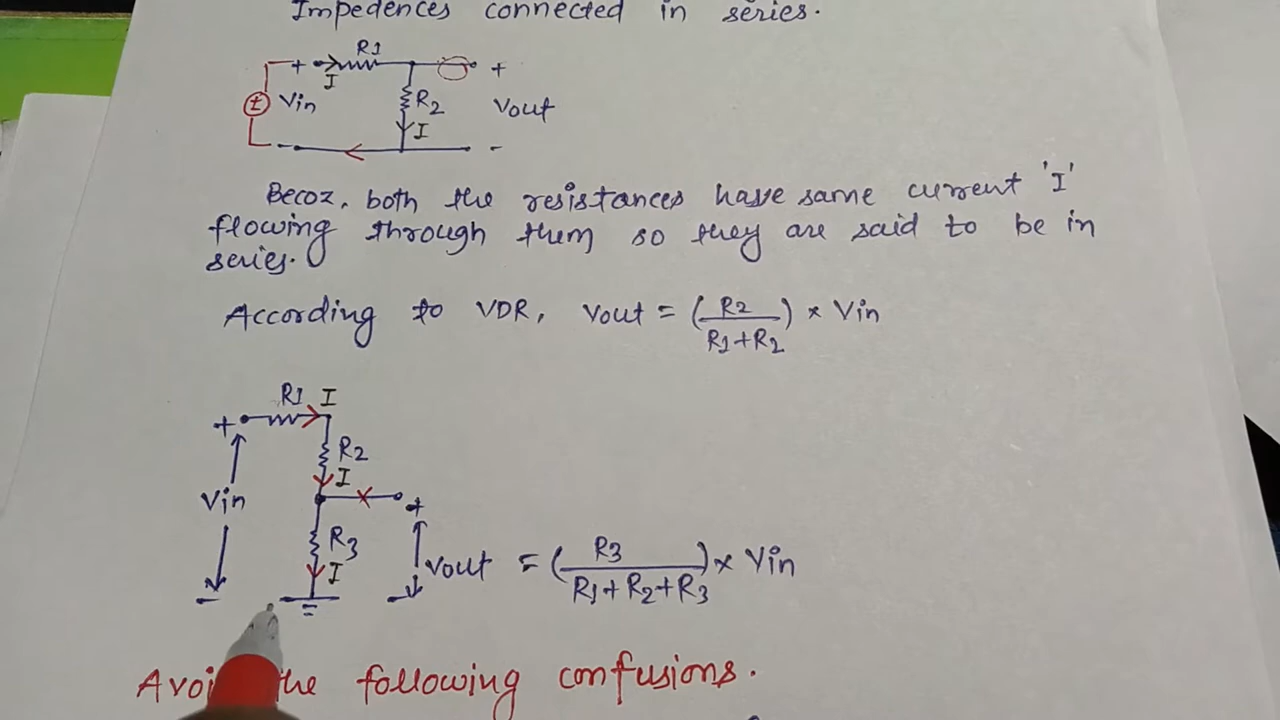 Impedences connected in series.
R1
+ I +
± Vin R2 Vout
I
- -
Becoz, both the resistances have same current 'I'
flowing through them so they are said to be in
series.
According to VDR, Vout = (R2 / R1+R2) * Vin
R1 I
+
R2
I
Vin
+
R3
I
Vout = (R3 / R1+R2+R3) * Vin
- -
the following confusions.